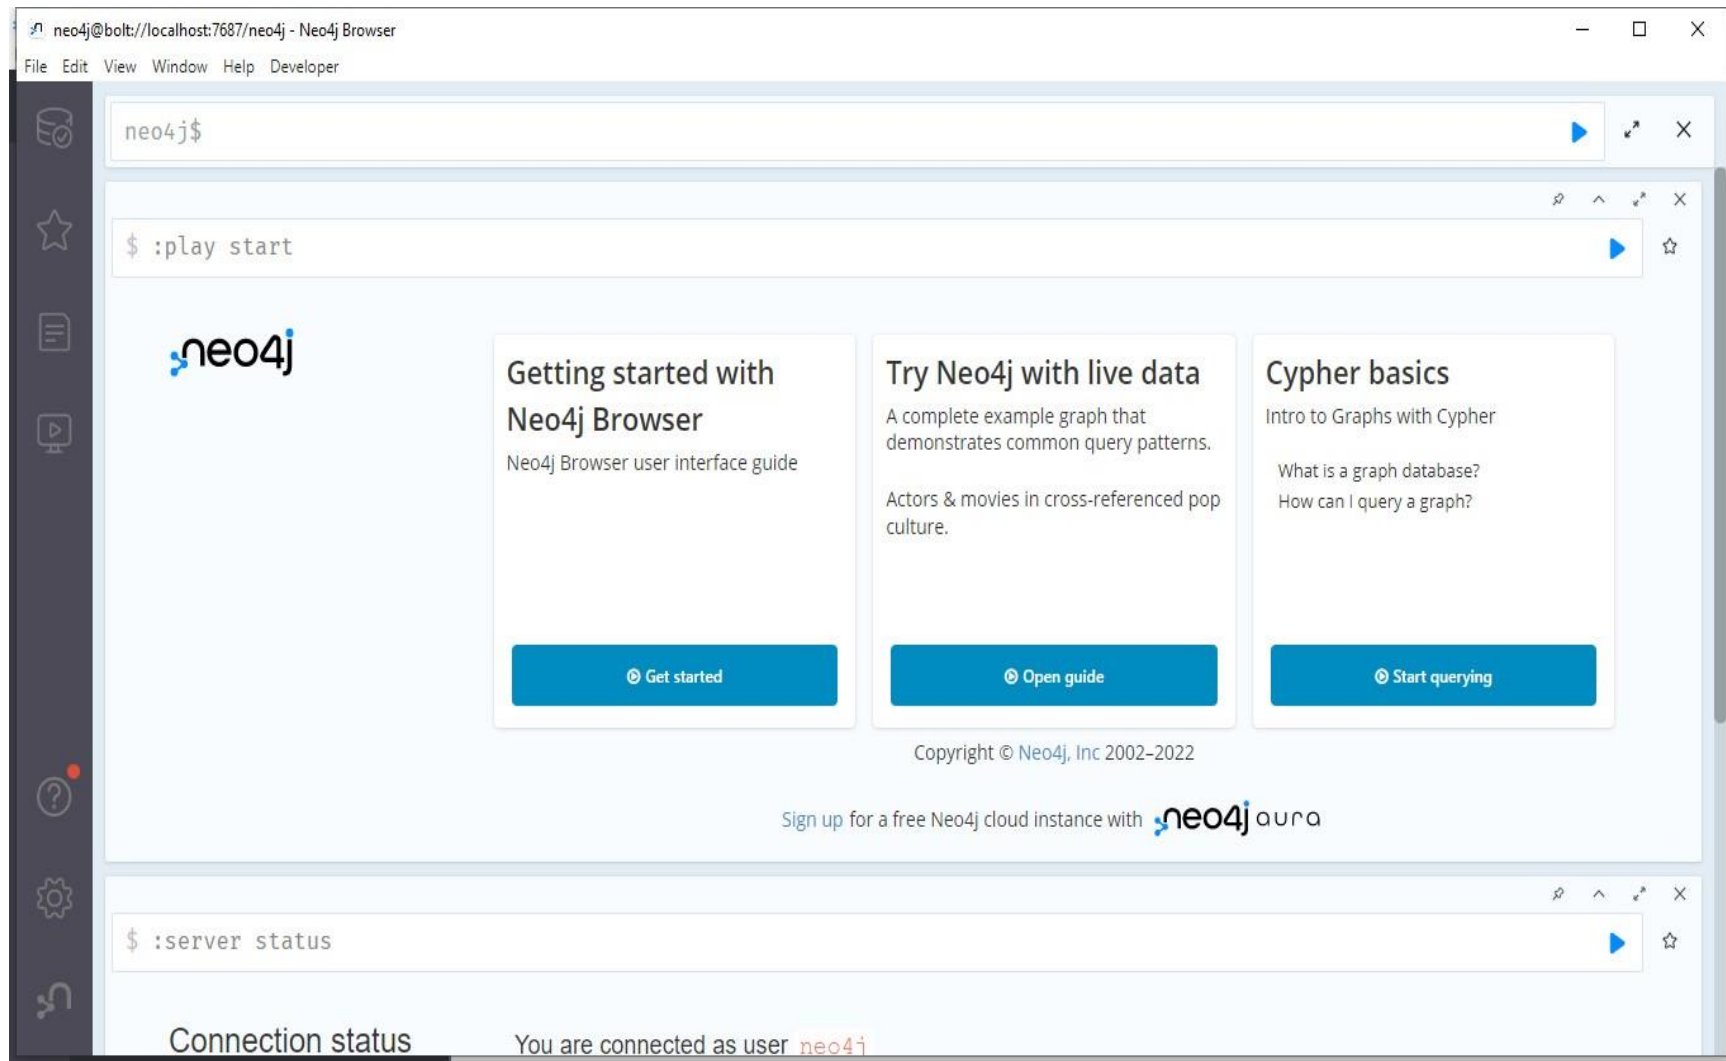 neo4j@bolt://localhost:7687/neo4j - Neo4j Browser
File Edit View Window Help Developer
neo4j$
$ :play start
neo4j
Getting started with
Neo4j Browser
Neo4j Browser user interface guide
Get started
Try Neo4j with live data
A complete example graph that
demonstrates common query patterns.
Actors & movies in cross-referenced pop
culture.
Open guide
Cypher basics
Intro to Graphs with Cypher
What is a graph database?
How can I query a graph?
Start querying
Copyright © Neo4j, Inc 2002–2022
Sign up for a free Neo4j cloud instance with neo4j aura
$ :server status
Connection status
You are connected as user neo4j